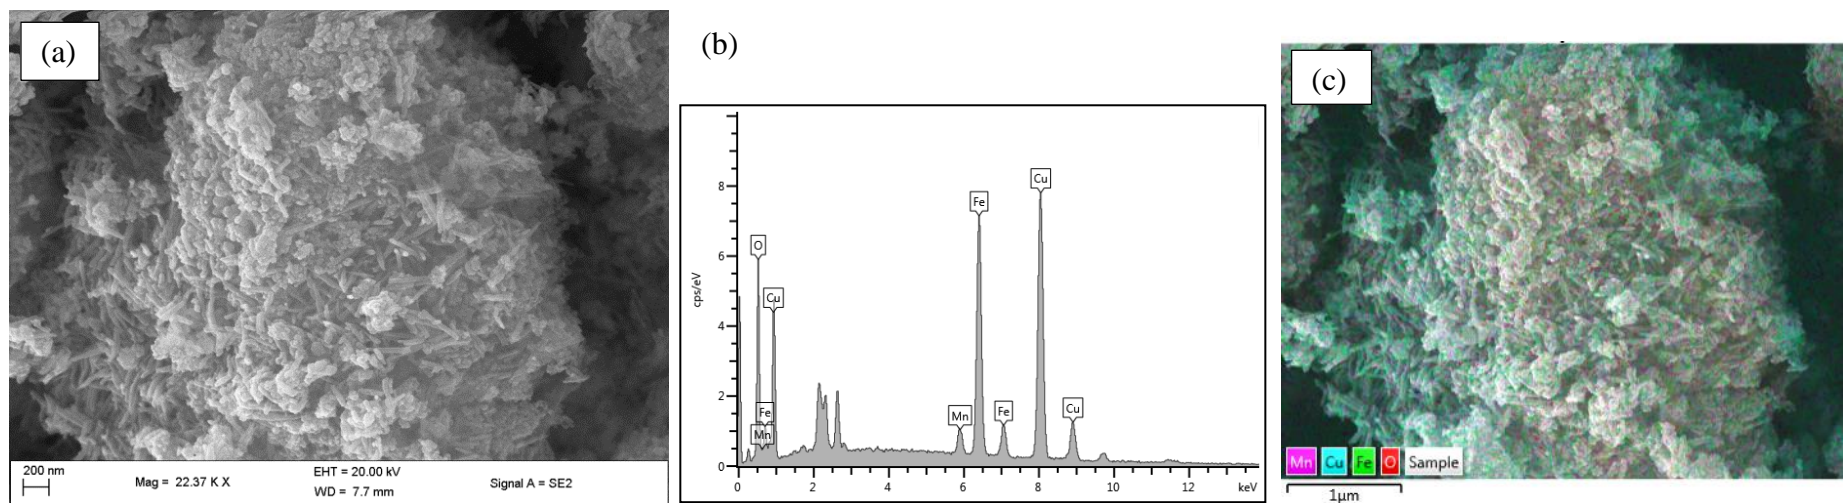 (a)
200 nm
Mag = 22.37 K X
EHT = 20.00 kV
WD = 7.7 mm
Signal A = SE2
(b)
cps/eV
8
6
4
2
0
O
Cu
Fe
Mn
Mn
Fe
Fe
Cu
Cu
0 2 4 6 8 10 12 keV
(c)
Mn Cu Fe O Sample
1µm